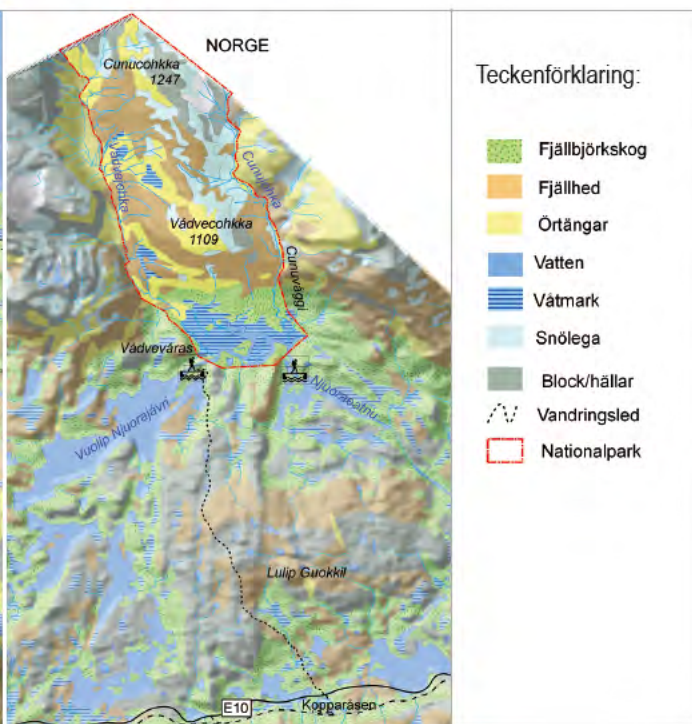 NORGE
Cunucohkka
1247
Vádvejohka
Cunujohka
Vádvecohkka
1109
Cunuvággi
Vádveváras
Njuoraeatnu
Vuolip Njuorajávri
Lulip Guokkil
E10
Kopparåsen
Teckenförklaring:
Fjällbjörkskog
Fjällhed
Örtängar
Vatten
Våtmark
Snölega
Block/hällar
Vandringsled
Nationalpark